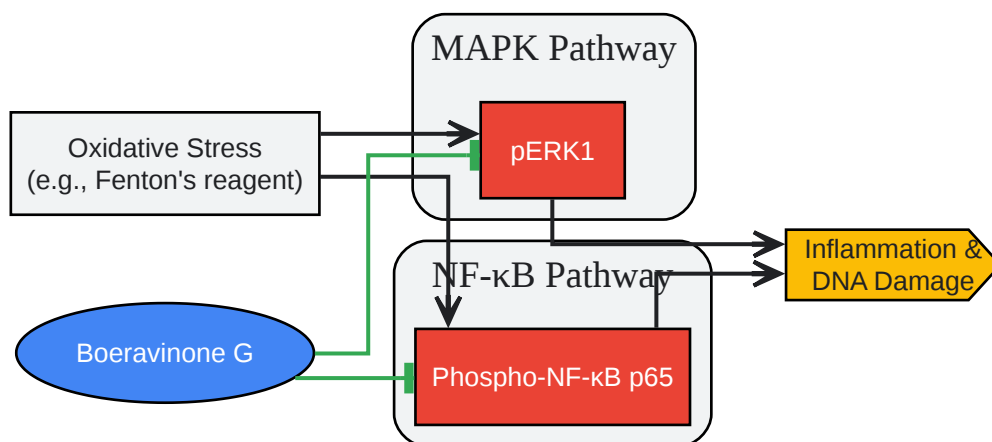 MAPK Pathway
pERK1
Oxidative Stress
(e.g., Fenton's reagent)
NF-κB Pathway
Inflammation &
DNA Damage
Boeravinone G
Phospho-NF-κB p65